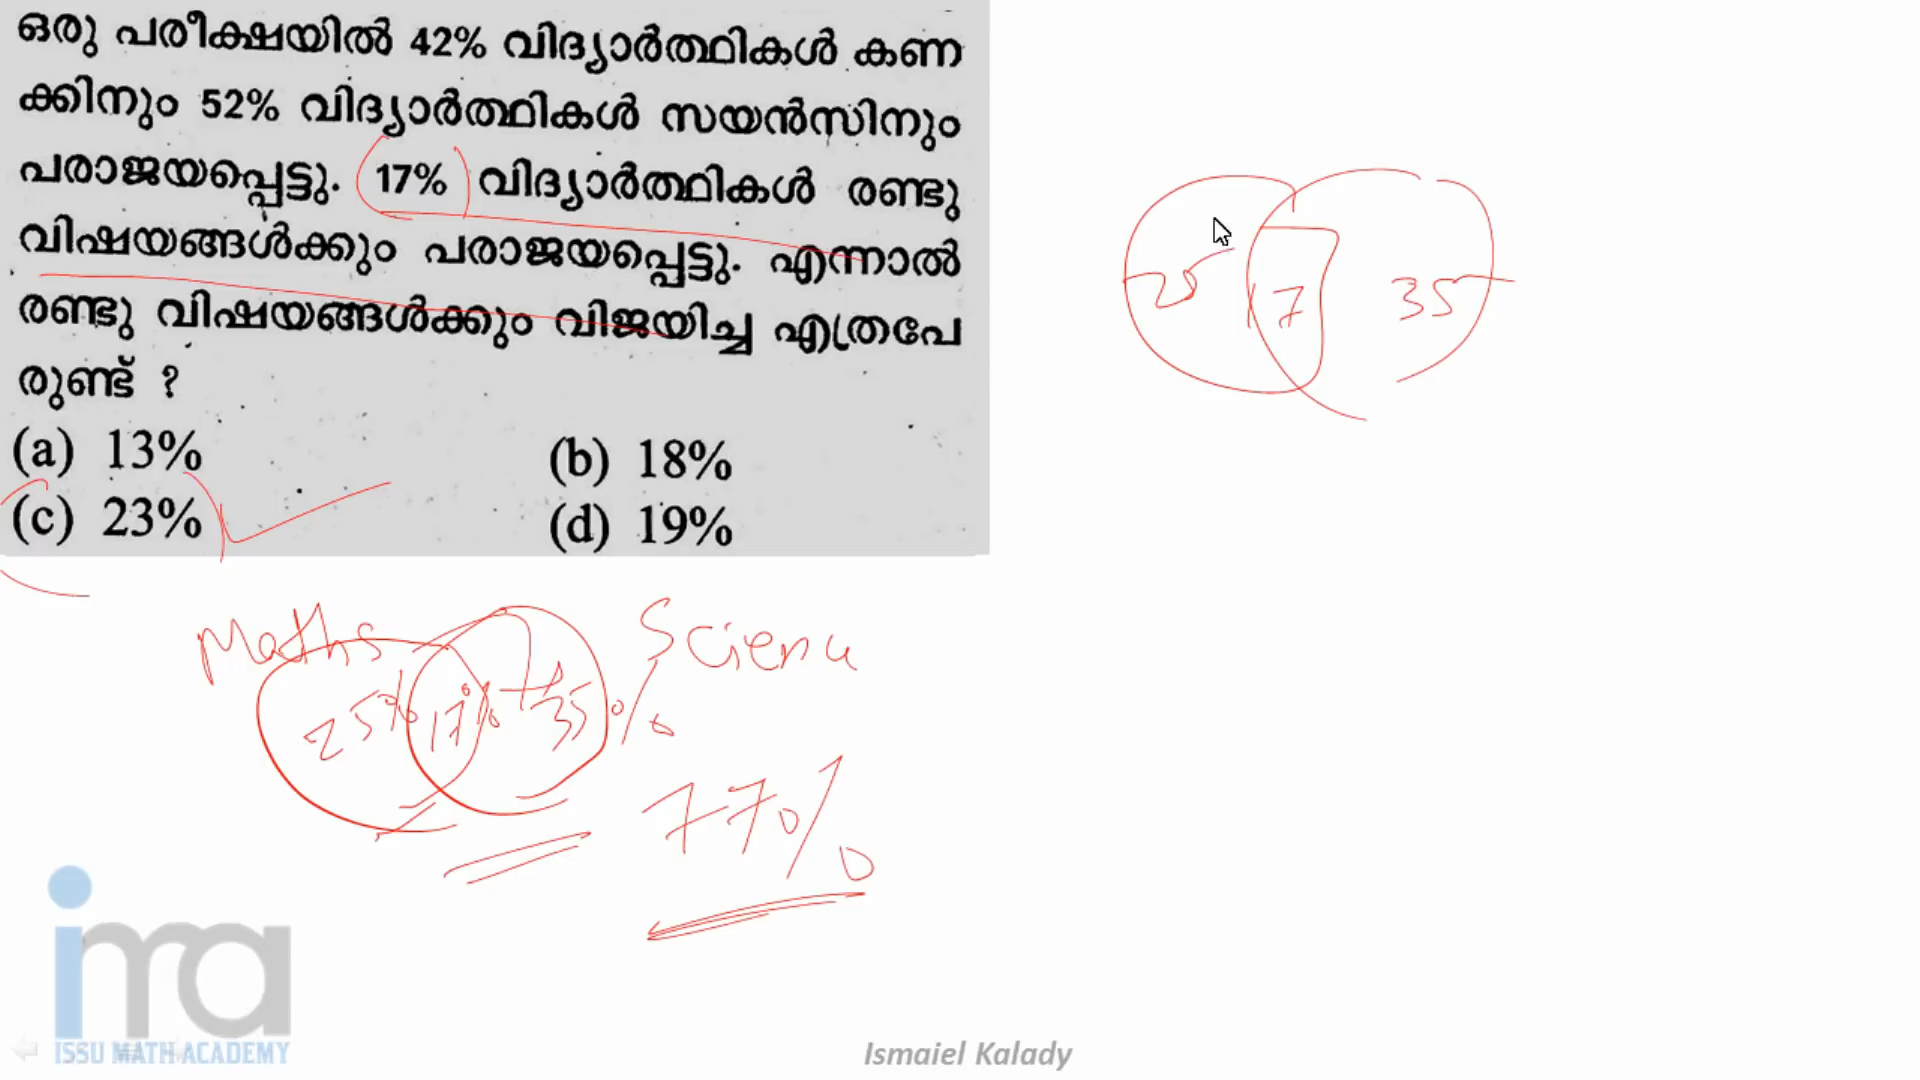 ഒരു പരീക്ഷയിൽ 42% വിദ്യാർത്ഥികൾ കണ
ക്കിനും 52% വിദ്യാർത്ഥികൾ സയൻസിനും
പരാജയപ്പെട്ടു. 17% വിദ്യാർത്ഥികൾ രണ്ടു
വിഷയങ്ങൾക്കും പരാജയപ്പെട്ടു. എന്നാൽ
രണ്ടു വിഷയങ്ങൾക്കും വിജയിച്ച എത്രപേ
രുണ്ട് ?
(a) 13% (b) 18%
(c) 23% (d) 19%
25 17 35
Maths Science
25% 17% 35%
77%
ima
ISSU MATH ACADEMY
Ismaiel Kalady